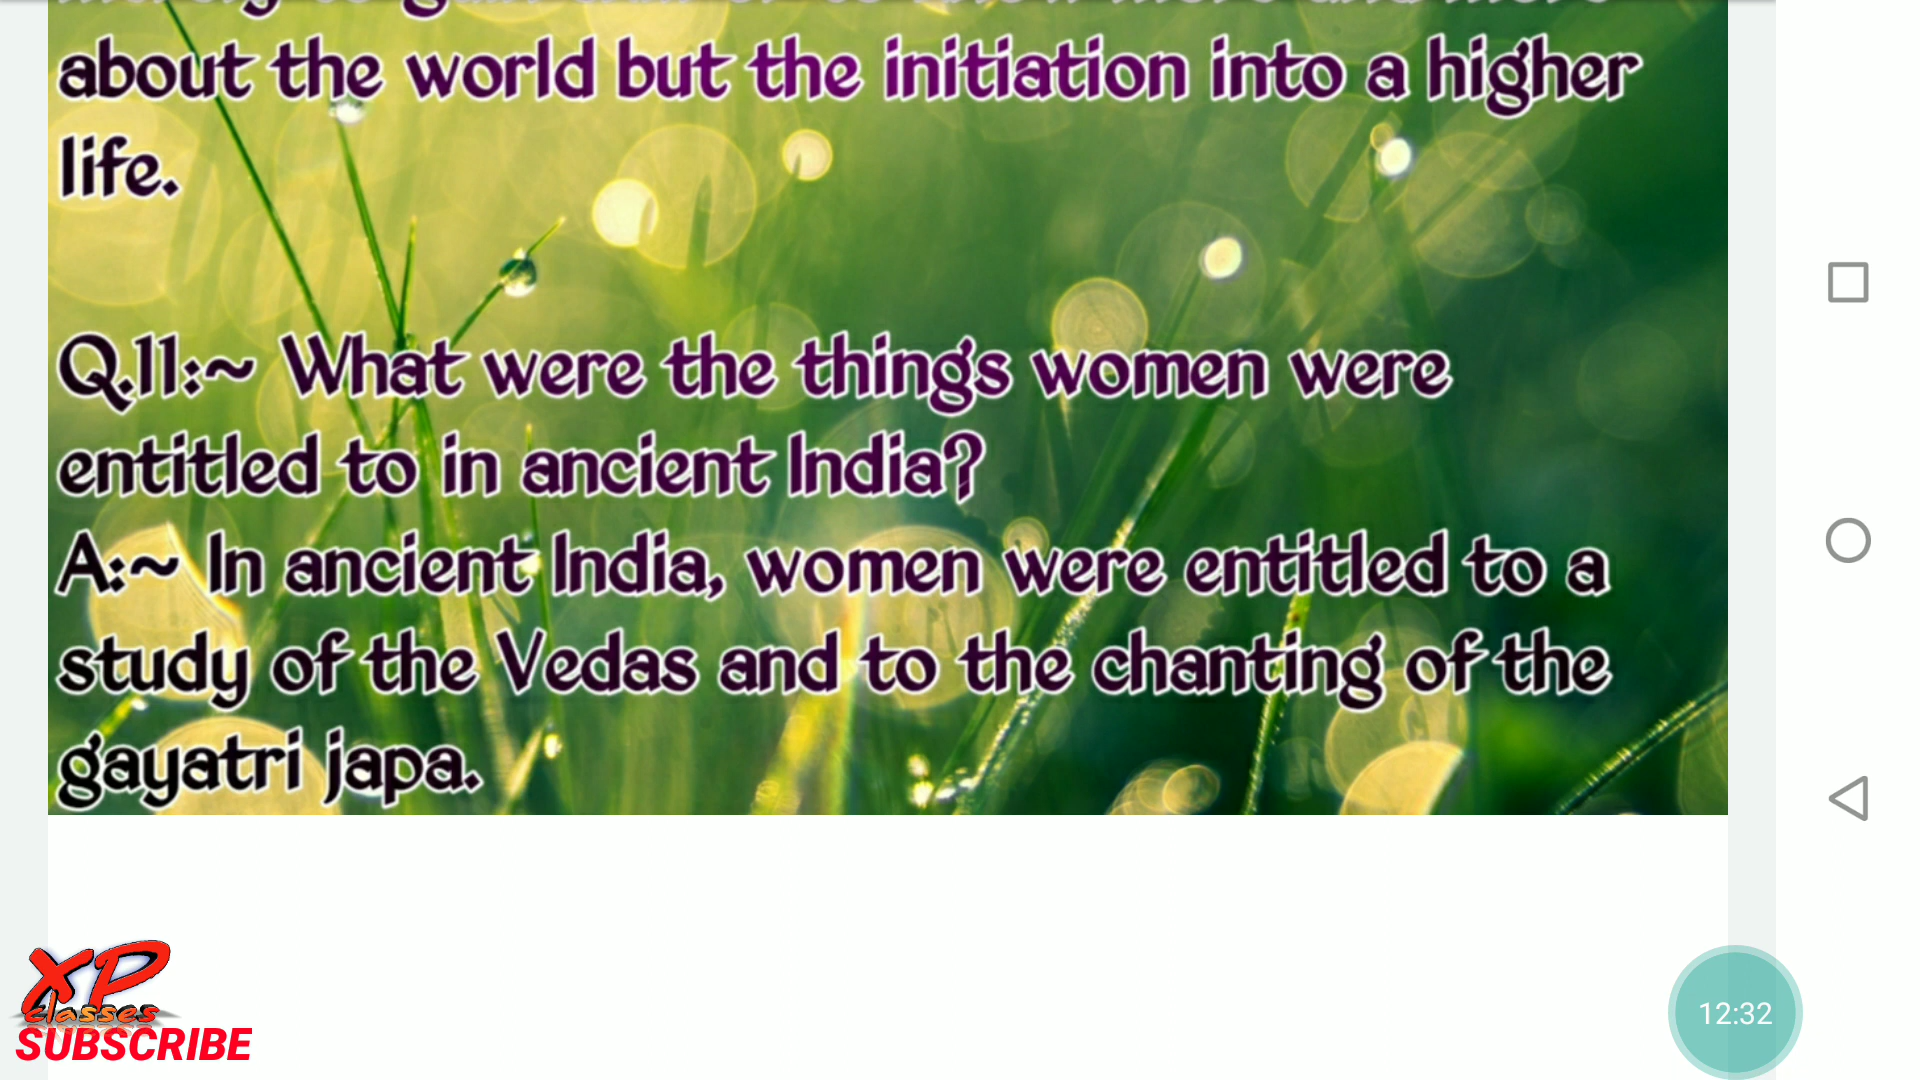 about the world but the initiation into a higher
life.
Q.11:~ What were the things women were
entitled to in ancient India?
A:~ In ancient India, women were entitled to a
study of the Vedas and to the chanting of the
gayatri japa.
XP
Classes
SUBSCRIBE
12:32